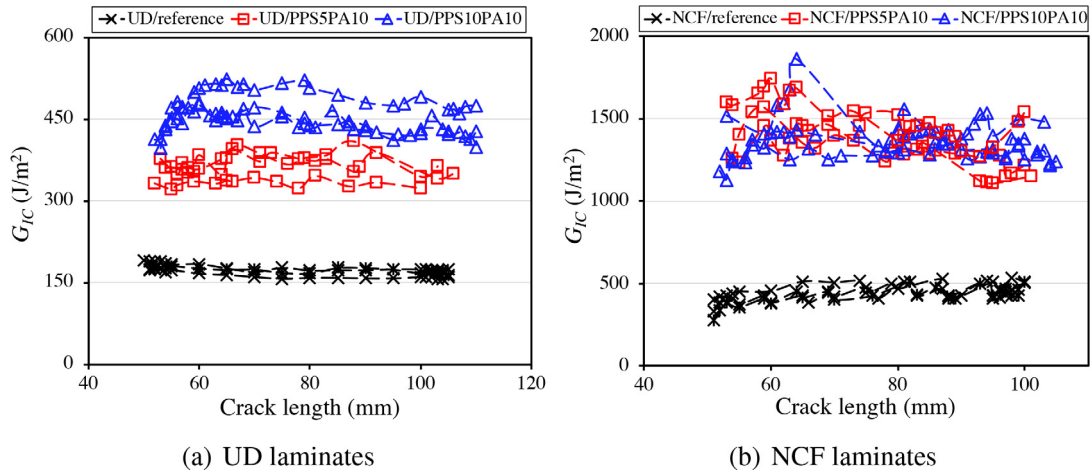 UD/reference UD/PPS5PA10 UD/PPS10PA10
600
450
300
150
0
G_IC (J/m²)
40 60 80 100 120
Crack length (mm)
(a) UD laminates
NCF/reference NCF/PPS5PA10 NCF/PPS10PA10
2000
1500
1000
500
0
G_IC (J/m²)
40 60 80 100
Crack length (mm)
(b) NCF laminates